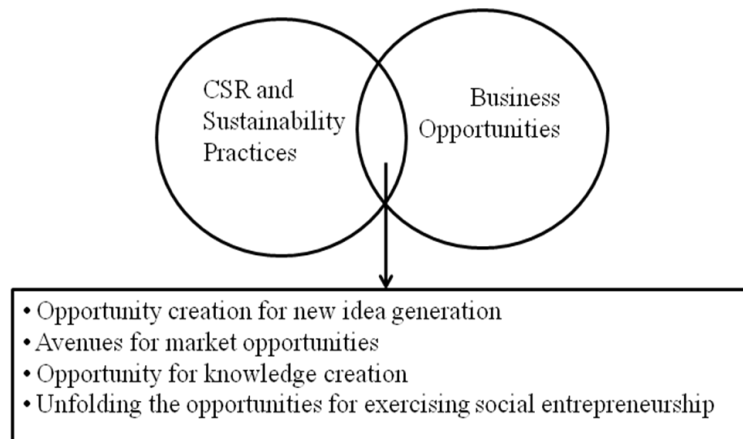 CSR and
Sustainability
Practices
Business
Opportunities
• Opportunity creation for new idea generation
• Avenues for market opportunities
• Opportunity for knowledge creation
• Unfolding the opportunities for exercising social entrepreneurship